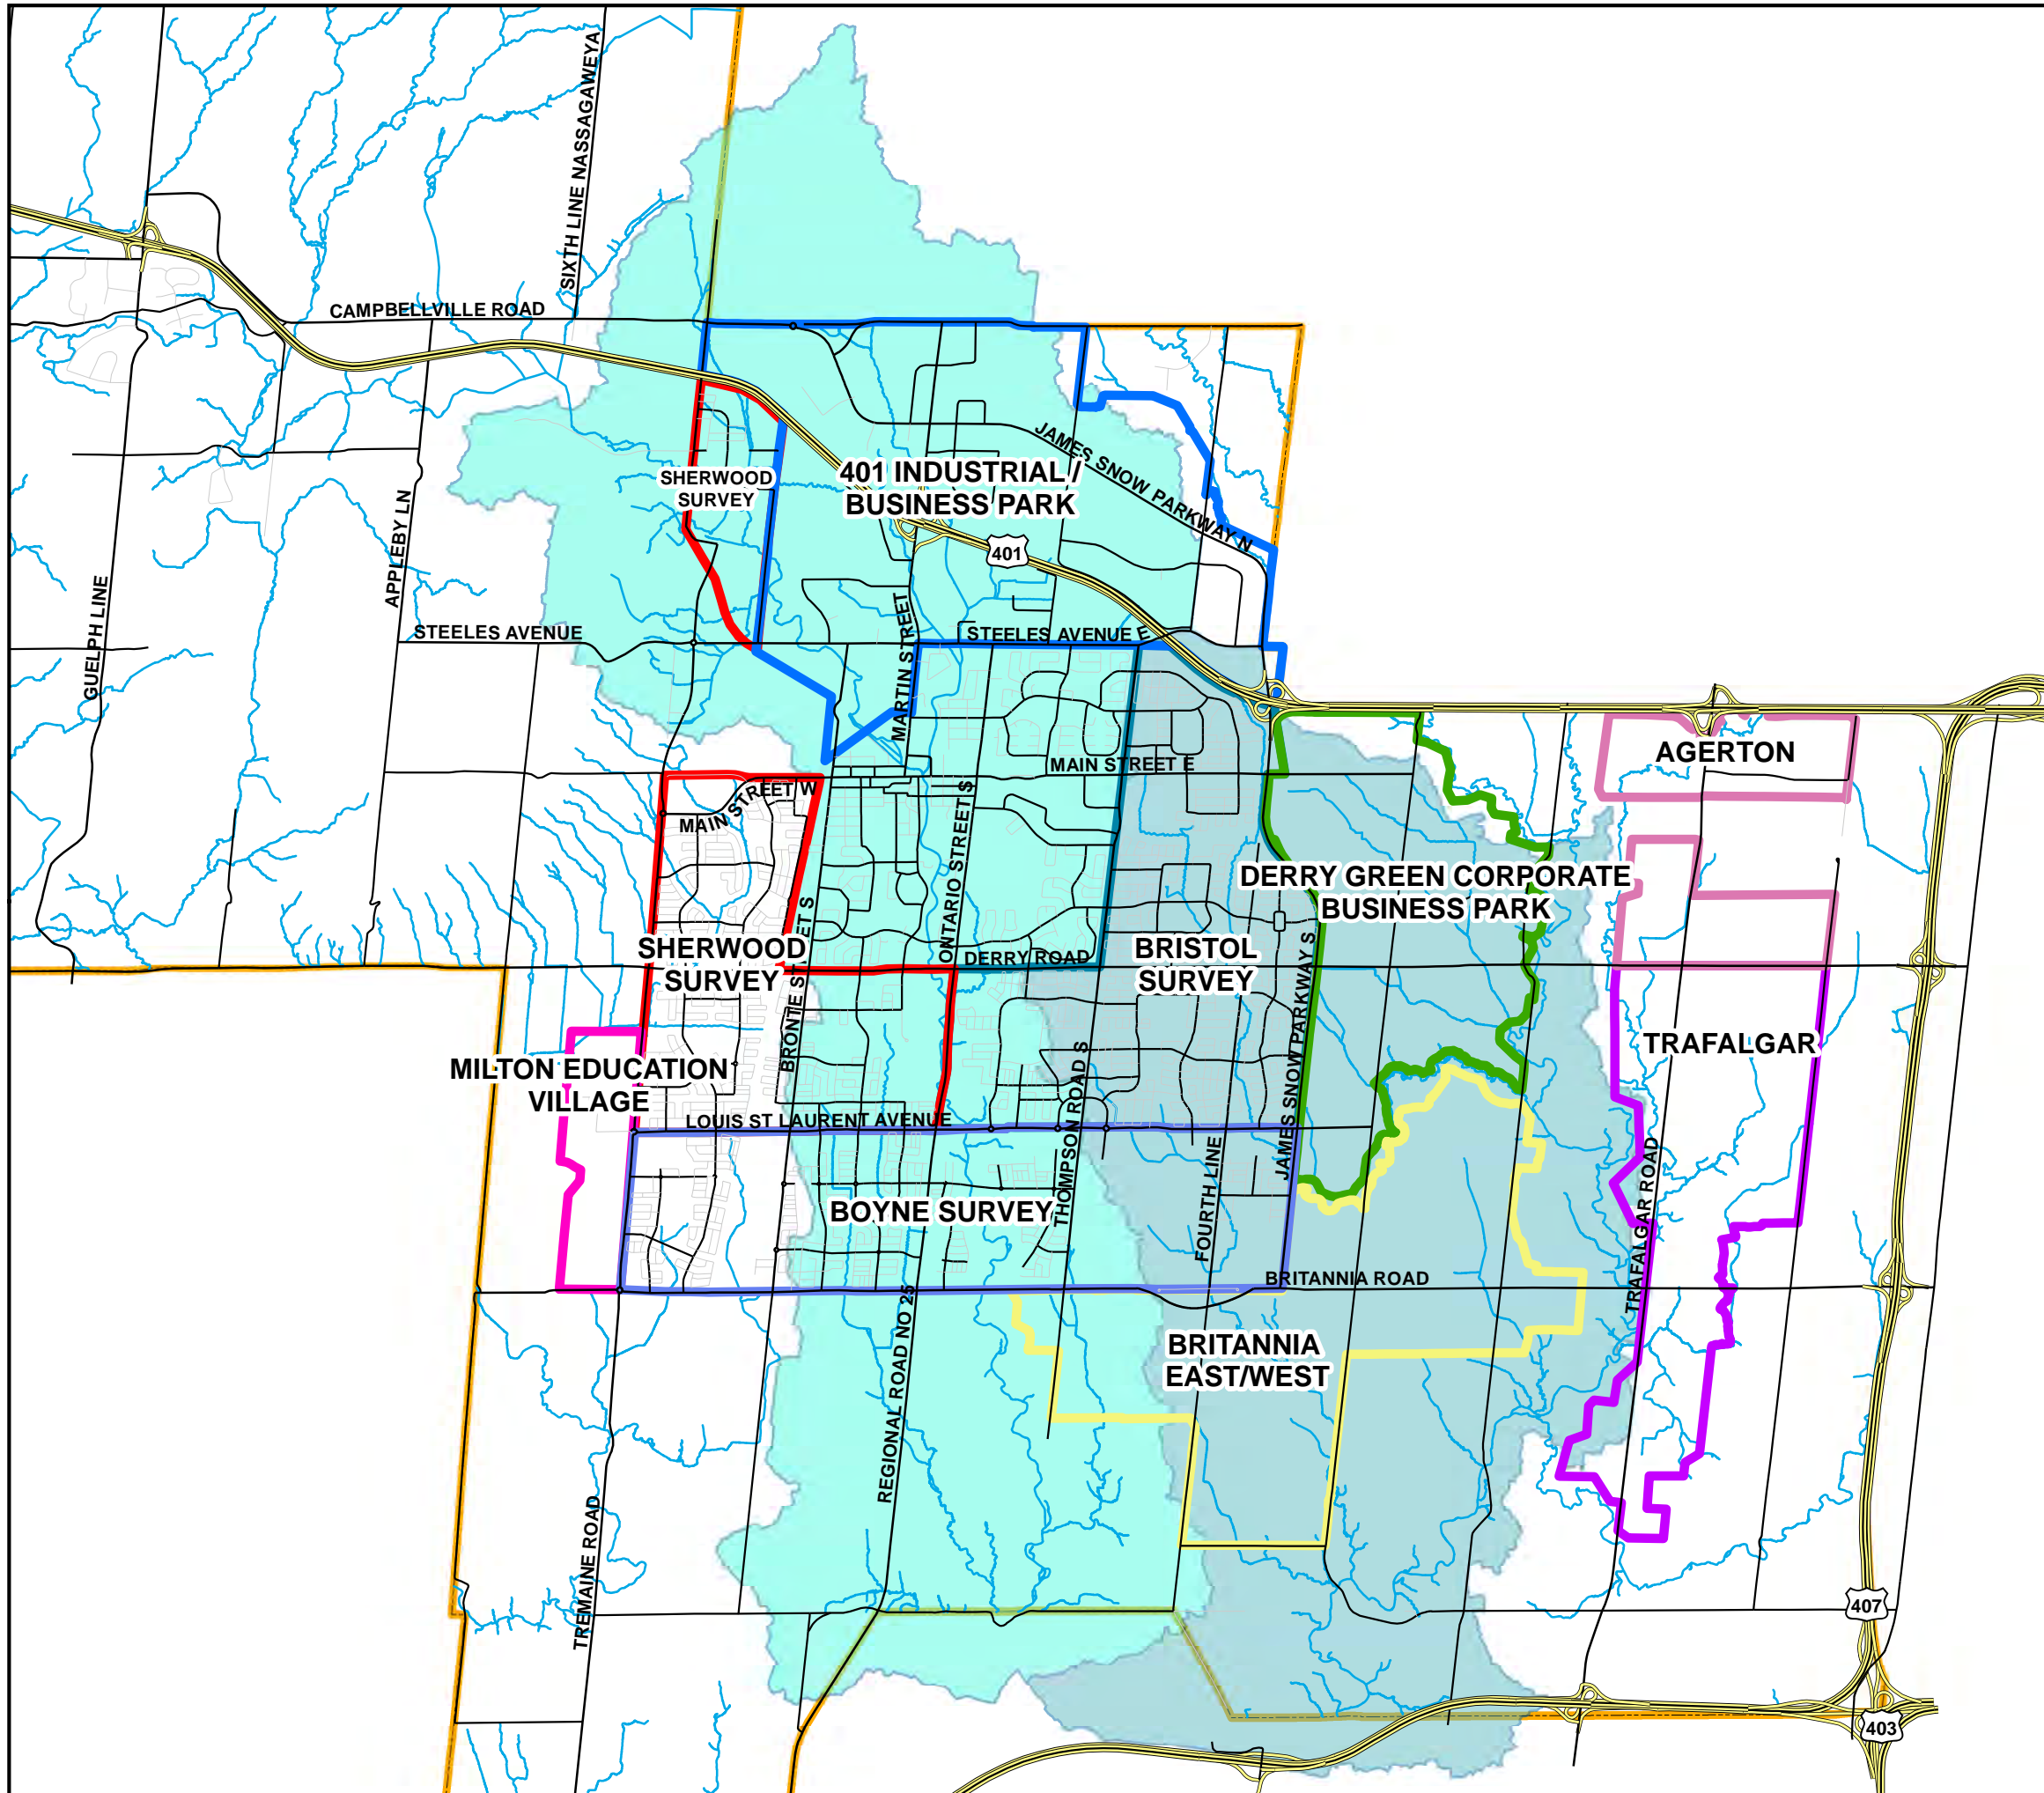 SIXTH LINE NASSAGAWEYA
CAMPBELLVILLE ROAD
JAMES SNOW PARKWAY N
SHERWOOD
SURVEY
401 INDUSTRIAL /
BUSINESS PARK
401
APPLEBY LN
GUELPH LINE
STEELES AVENUE
MARTIN STREET
STEELES AVENUE E
MAIN STREET E
AGERTON
MAIN STREET W
ONTARIO STREET S
DERRY GREEN CORPORATE
BUSINESS PARK
BRONTE STREET S
SHERWOOD
SURVEY
DERRY ROAD
BRISTOL
SURVEY
JAMES SNOW PARKWAY S
TRAFALGAR
MILTON EDUCATION
VILLAGE
LOUIS ST LAURENT AVENUE
THOMPSON ROAD S
FOURTH LINE
BOYNE SURVEY
TRAFALGAR ROAD
BRITANNIA ROAD
REGIONAL ROAD NO 25
BRITANNIA
EAST/WEST
TREMAINE ROAD
407
403